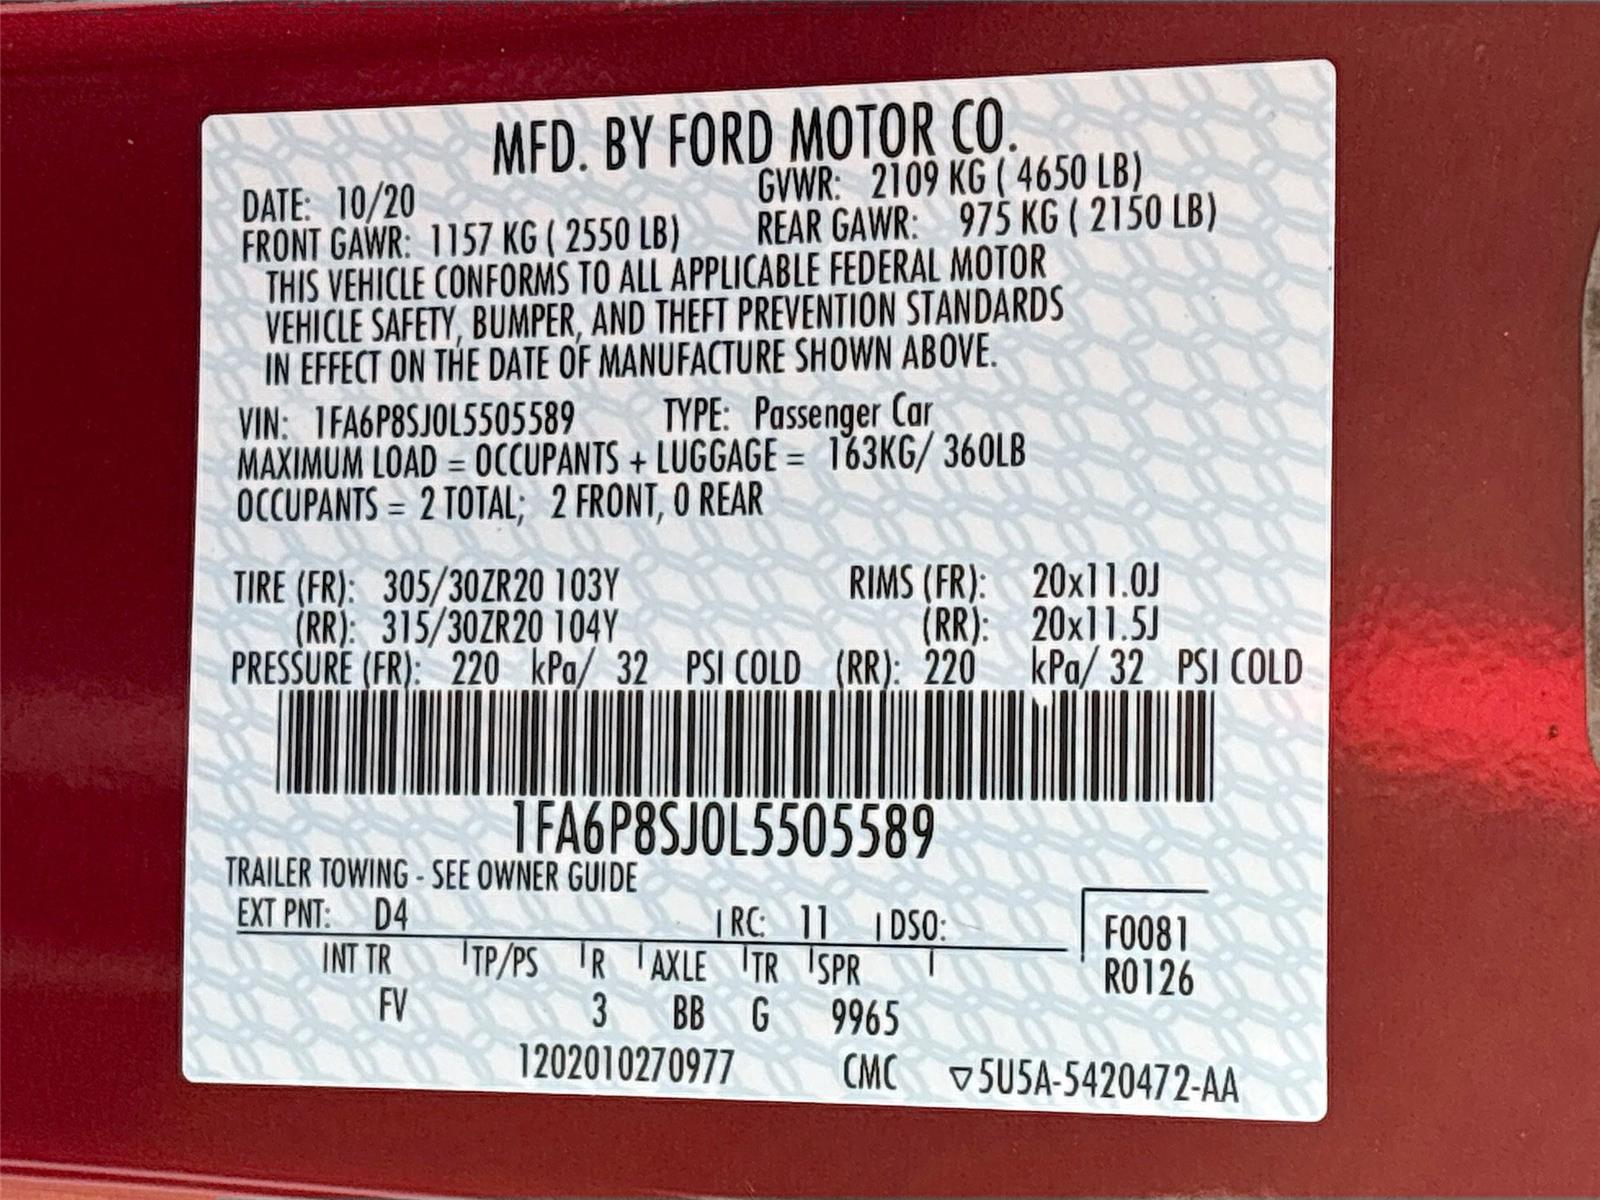 MFD. BY FORD MOTOR CO.
DATE: 10/20 GVWR: 2109 KG ( 4650 LB)
FRONT GAWR: 1157 KG ( 2550 LB) REAR GAWR: 975 KG ( 2150 LB)
THIS VEHICLE CONFORMS TO ALL APPLICABLE FEDERAL MOTOR
VEHICLE SAFETY, BUMPER, AND THEFT PREVENTION STANDARDS
IN EFFECT ON THE DATE OF MANUFACTURE SHOWN ABOVE.
VIN: 1FA6P8SJ0L5505589 TYPE: Passenger Car
MAXIMUM LOAD = OCCUPANTS + LUGGAGE = 163KG/ 360LB
OCCUPANTS = 2 TOTAL; 2 FRONT, 0 REAR
TIRE (FR): 305/30ZR20 103Y RIMS (FR): 20x11.0J
(RR): 315/30ZR20 104Y (RR): 20x11.5J
PRESSURE (FR): 220 kPa/ 32 PSI COLD (RR): 220 kPa/ 32 PSI COLD
1FA6P8SJ0L5505589
TRAILER TOWING - SEE OWNER GUIDE
EXT PNT: D4 RC: 11 DSO: F0081
INT TR TP/PS R AXLE TR SPR R0126
FV 3 BB G 9965
1202010270977 CMC ▽5U5A-5420472-AA